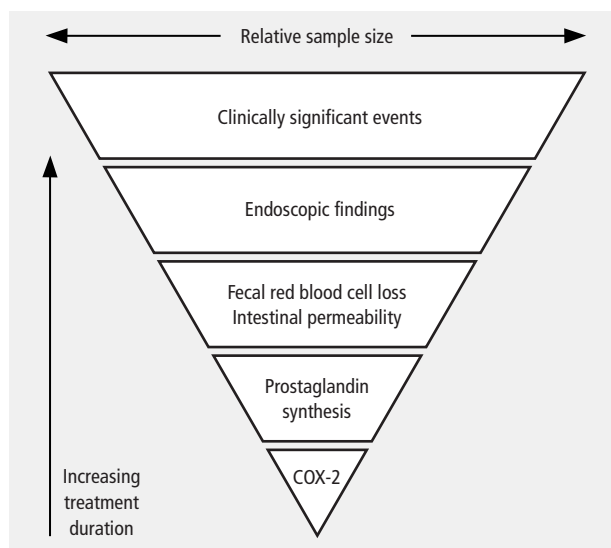 Relative sample size
Clinically significant events
Endoscopic findings
Fecal red blood cell loss
Intestinal permeability
Prostaglandin
synthesis
COX-2
Increasing
treatment
duration